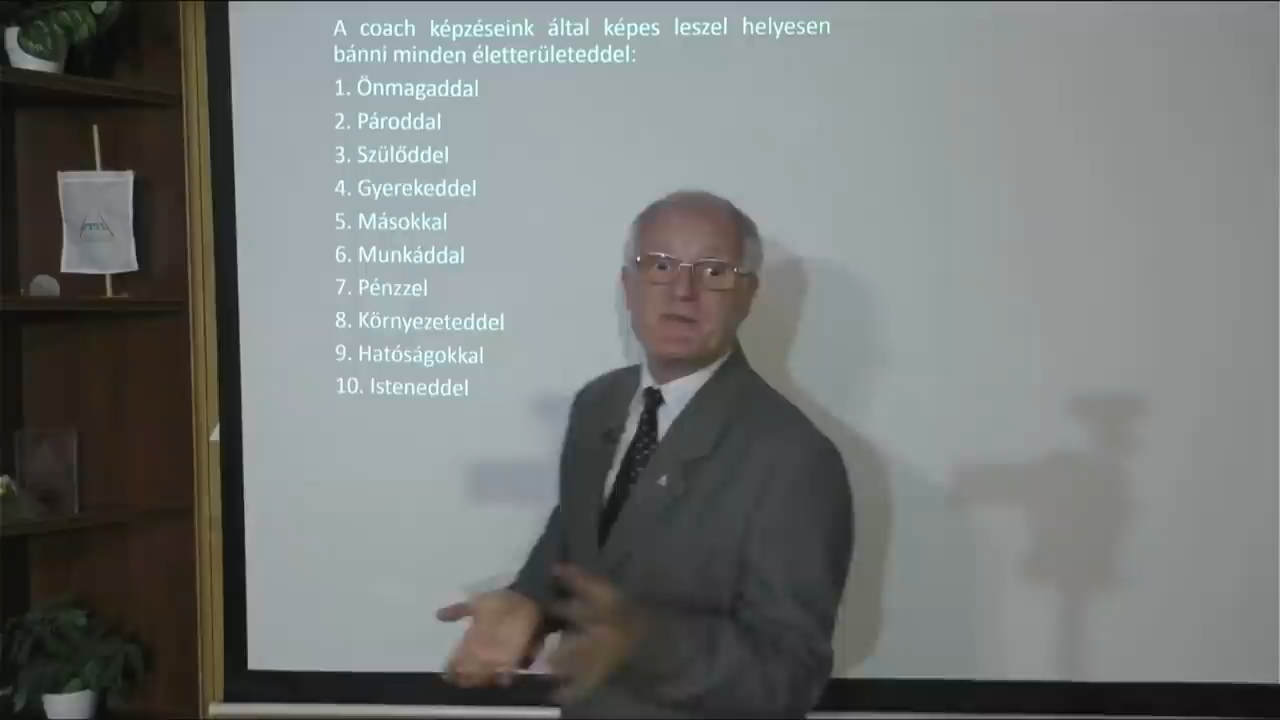 A coach képzéseink által képes leszel helyesen
bánni minden életterületeddel:
1. Önmagaddal
2. Pároddal
3. Szülőddel
4. Gyerekeddel
5. Másokkal
6. Munkáddal
7. Pénzzel
8. Környezeteddel
9. Hatóságokkal
10. Isteneddel